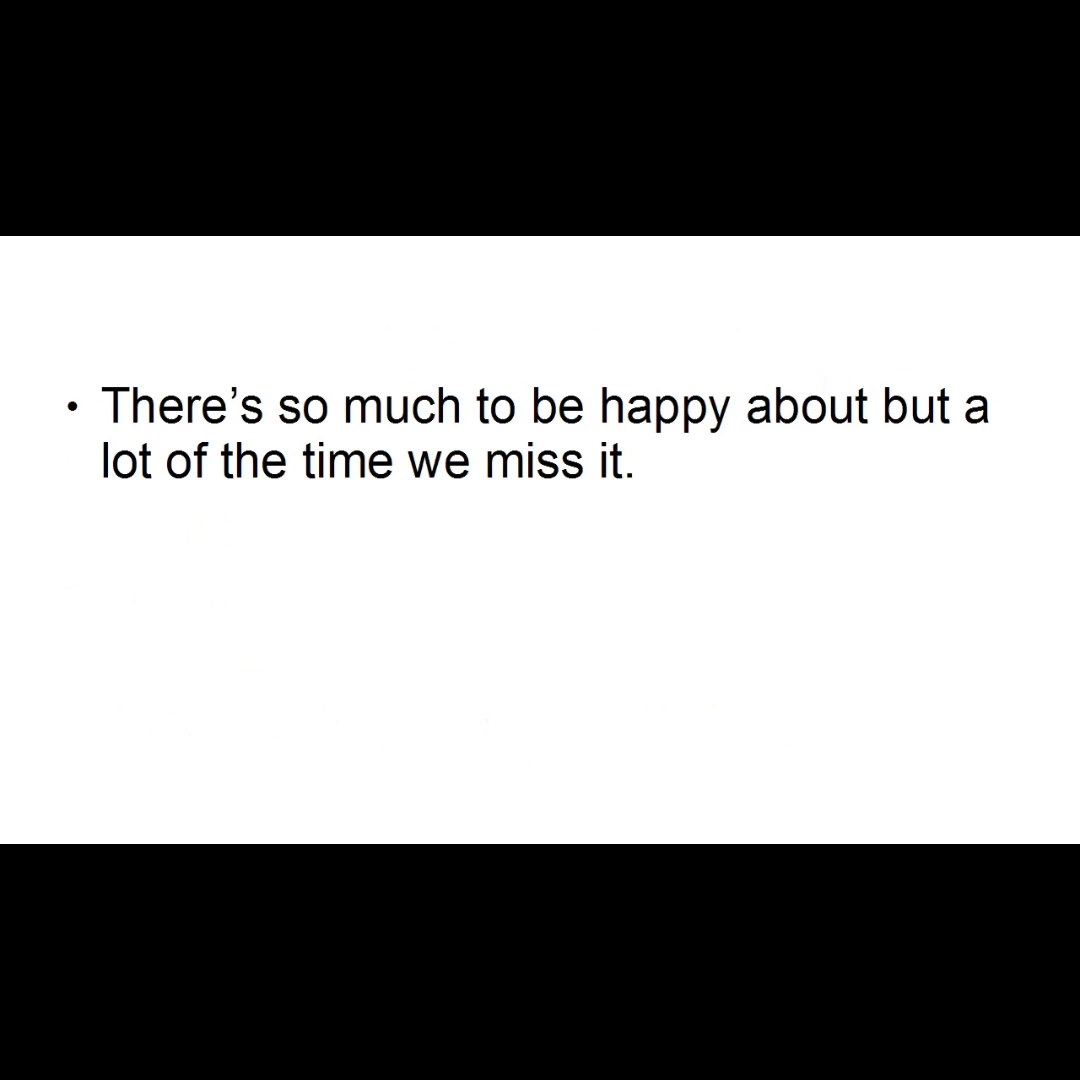 • There’s so much to be happy about but a
lot of the time we miss it.